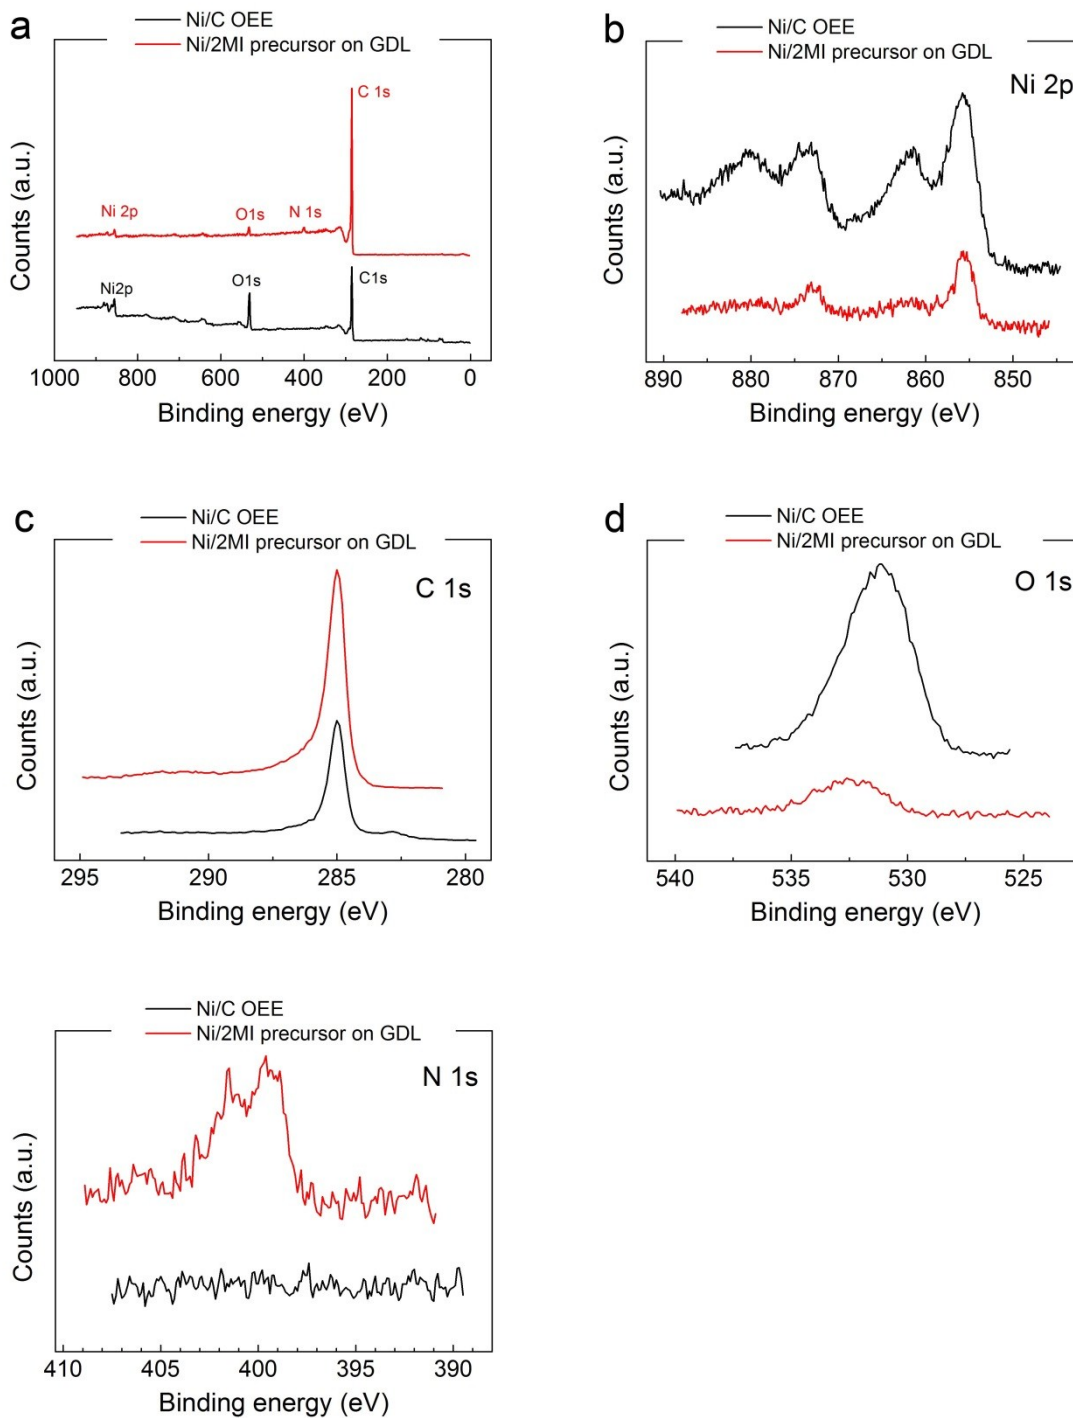 a
Ni/C OEE
Ni/2MI precursor on GDL
C 1s
Ni 2p
O1s
N 1s
C1s
O1s
Ni2p
Counts (a.u.)
1000 800 600 400 200 0
Binding energy (eV)
b
Ni/C OEE
Ni/2MI precursor on GDL
Ni 2p
Counts (a.u.)
890 880 870 860 850
Binding energy (eV)
c
Ni/C OEE
Ni/2MI precursor on GDL
C 1s
Counts (a.u.)
295 290 285 280
Binding energy (eV)
d
Ni/C OEE
Ni/2MI precursor on GDL
O 1s
Counts (a.u.)
540 535 530 525
Binding energy (eV)
Ni/C OEE
Ni/2MI precursor on GDL
N 1s
Counts (a.u.)
410 405 400 395 390
Binding energy (eV)